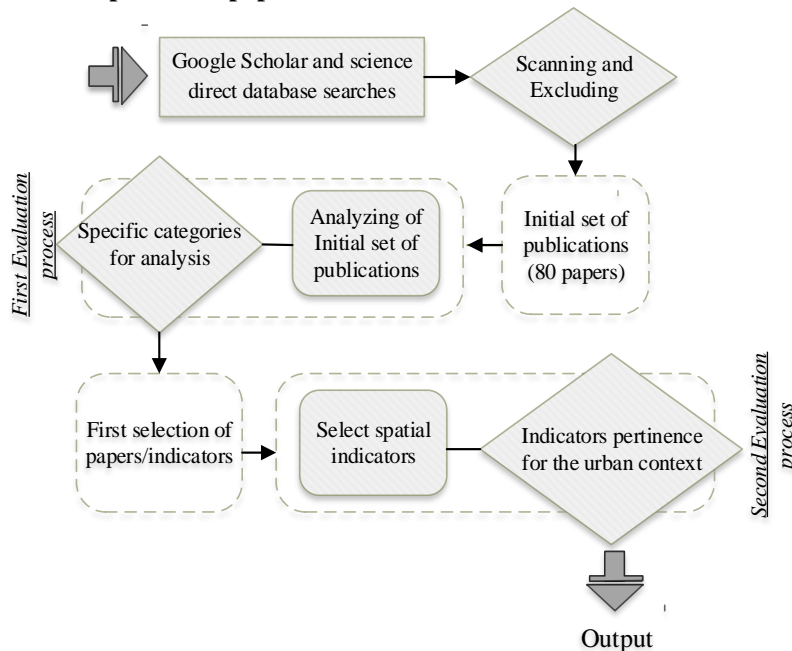 Google Scholar and science
direct database searches
Scanning and
Excluding
First Evaluation
process
Specific categories
for analysis
Analyzing of
Initial set of
publications
Initial set of
publications
(80 papers)
First selection of
papers/indicators
Select spatial
indicators
Indicators pertinence
for the urban context
Second Evaluation
process
Output